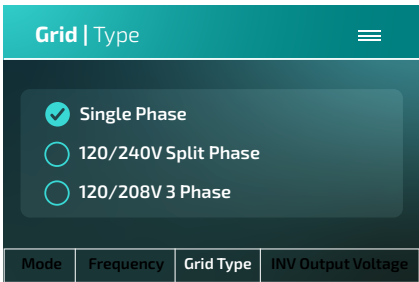 Grid | Type
Single Phase
120/240V Split Phase
120/208V 3 Phase
Mode Frequency Grid Type INV Output Voltage